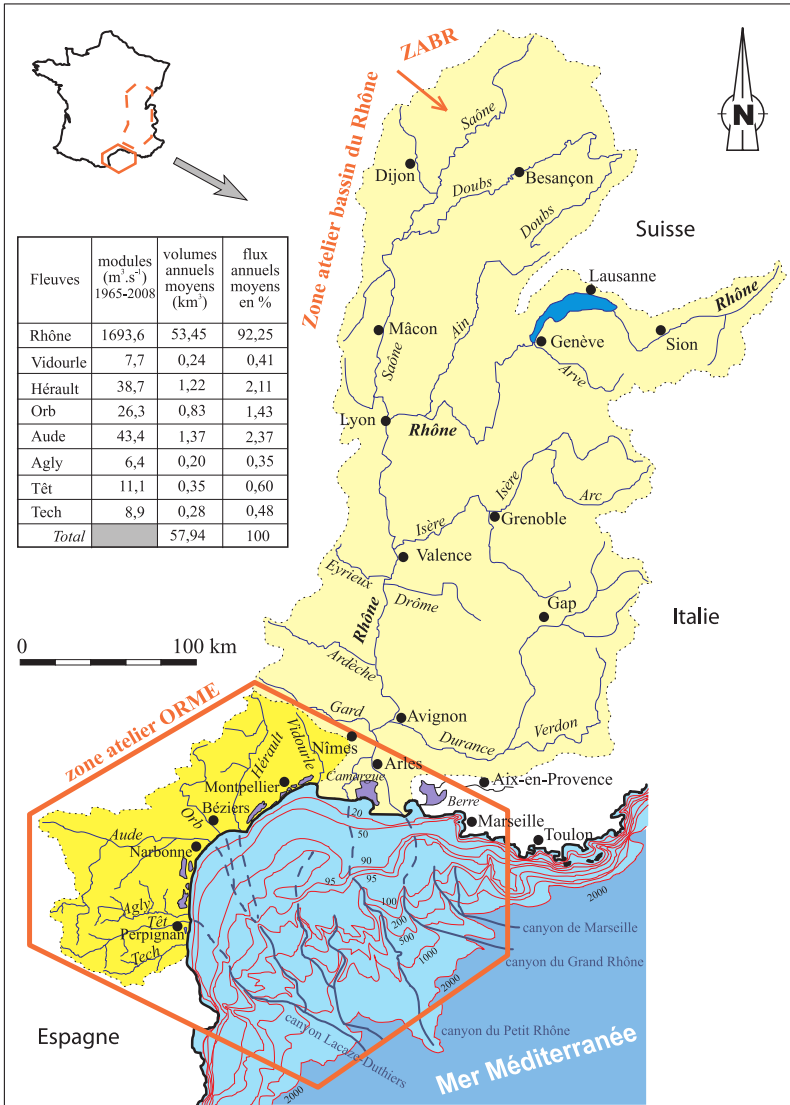 ZABR
Zone atelier bassin du Rhône
N
Saône
Dijon
Doubs
Besançon
Doubs
Suisse
Fleuves | modules (m³.s⁻¹) 1965-2008 | volumes annuels moyens (km³) | flux annuels moyens en %
Rhône 1693,6 53,45 92,25
Vidourle 7,7 0,24 0,41
Hérault 38,7 1,22 2,11
Orb 26,3 0,83 1,43
Aude 43,4 1,37 2,37
Agly 6,4 0,20 0,35
Têt 11,1 0,35 0,60
Tech 8,9 0,28 0,48
Total 57,94 100
Lausanne
Rhône
Mâcon
Ain
Genève
Sion
Saône
Arve
Lyon
Rhône
Isère
Arc
Isère
Grenoble
Valence
Eyrieux
Drôme
Rhône
Gap
Italie
0 100 km
Ardèche
zone atelier ORME
Gard
Avignon
Durance
Verdon
Nîmes
Vidourle
Hérault
Arles
Camargue
Montpellier
Aix-en-Provence
Berre
Béziers
Orb
Marseille
Toulon
Aude
Narbonne
20
50
90
95
95
100
200
500
1000
2000
2000
2000
Agly
Têt
Perpignan
Tech
canyon de Marseille
canyon du Grand Rhône
canyon du Petit Rhône
canyon Lacaze-Duthiers
Espagne
Mer Méditerranée